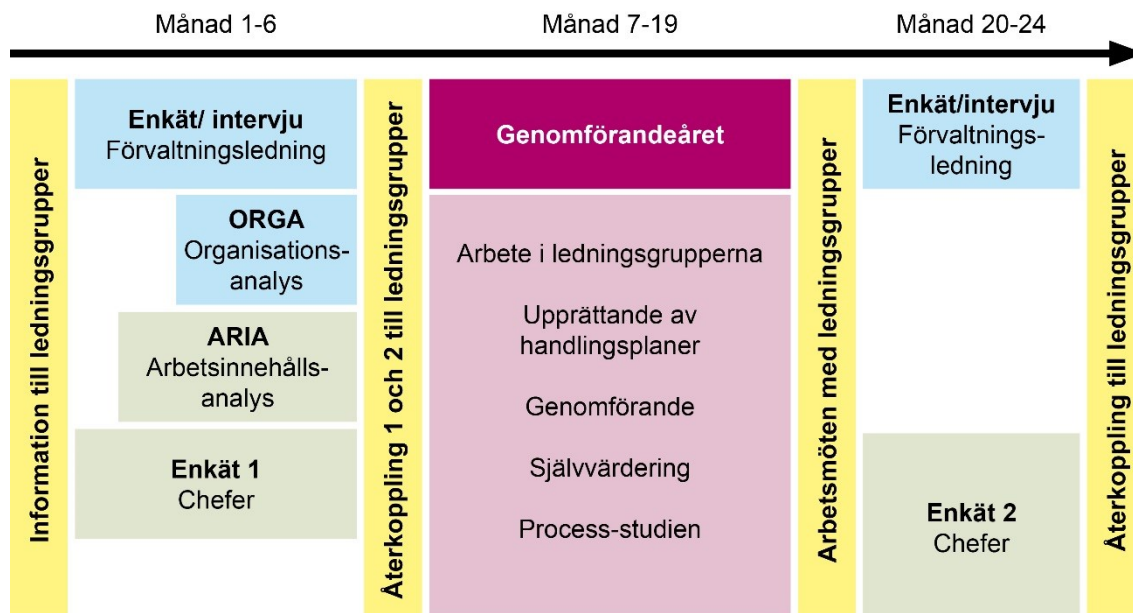 Månad 1-6
Månad 7-19
Månad 20-24
Information till ledningsgrupper
Enkät/ intervju
Förvaltningsledning
ORGA
Organisations-
analys
ARIA
Arbetsinnehålls-
analys
Enkät 1
Chefer
Återkoppling 1 och 2 till ledningsgrupper
Genomförandeåret
Arbete i ledningsgrupperna
Upprättande av
handlingsplaner
Genomförande
Självvärdering
Process-studien
Arbetsmöten med ledningsgrupper
Enkät/intervju
Förvaltnings-
ledning
Enkät 2
Chefer
Återkoppling till ledningsgrupper